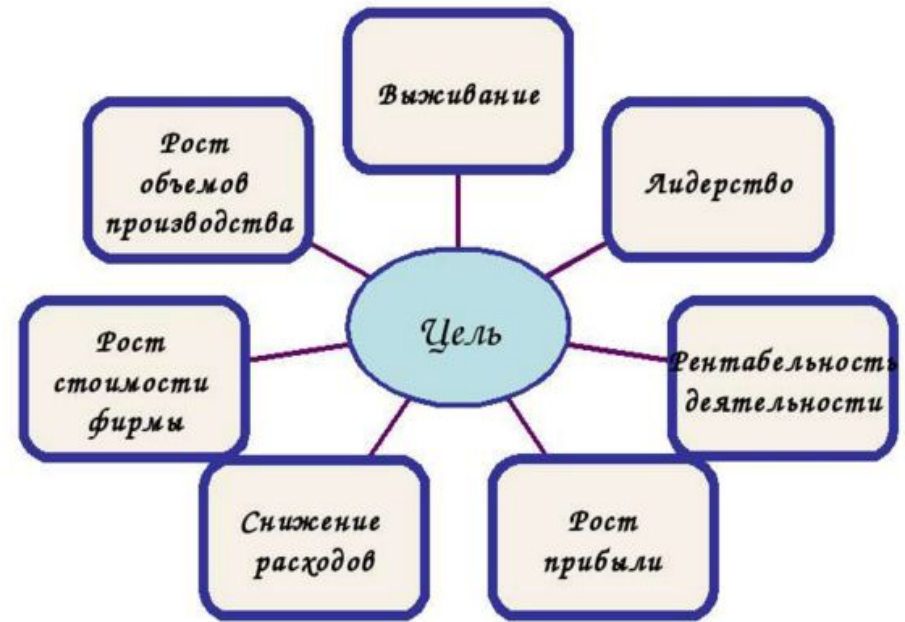 Выживание
Лидерство
Рентабельность
деятельности
Рост
прибыли
Снижение
расходов
Рост
стоимости
фирмы
Рост
объемов
производства
Цель